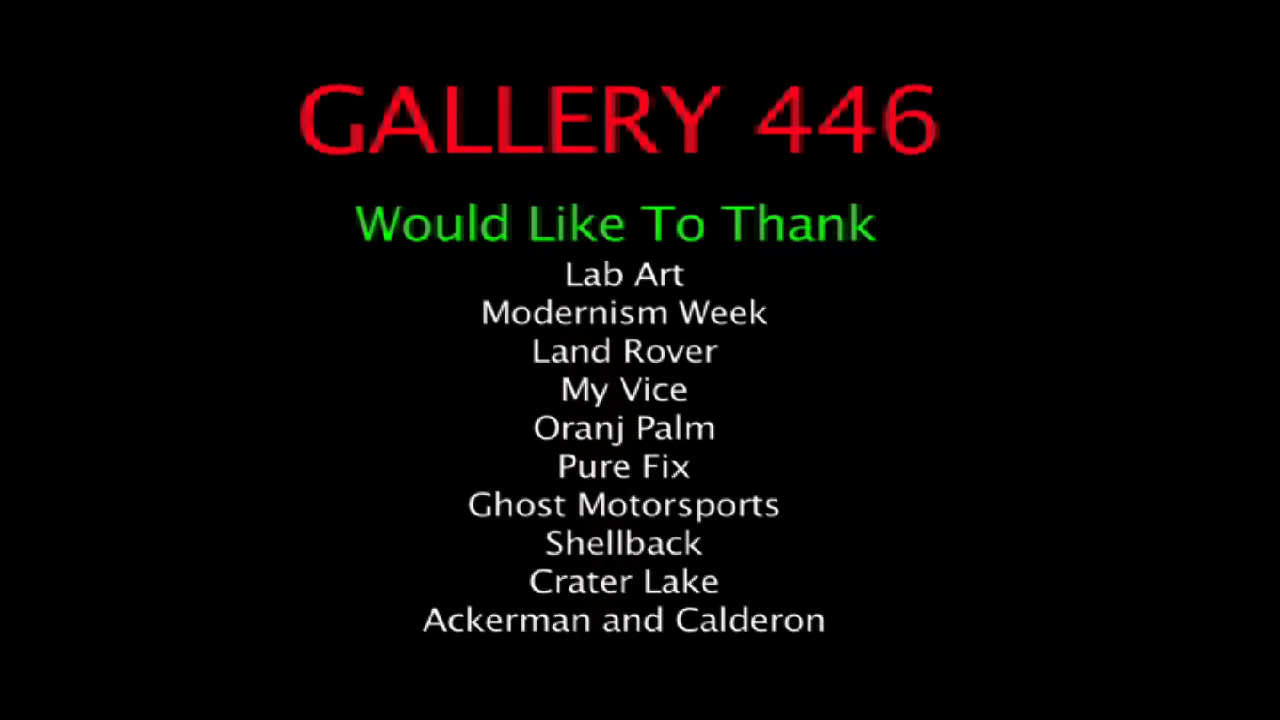 GALLERY 446
Would Like To Thank
Lab Art
Modernism Week
Land Rover
My Vice
Oranj Palm
Pure Fix
Ghost Motorsports
Shellback
Crater Lake
Ackerman and Calderon